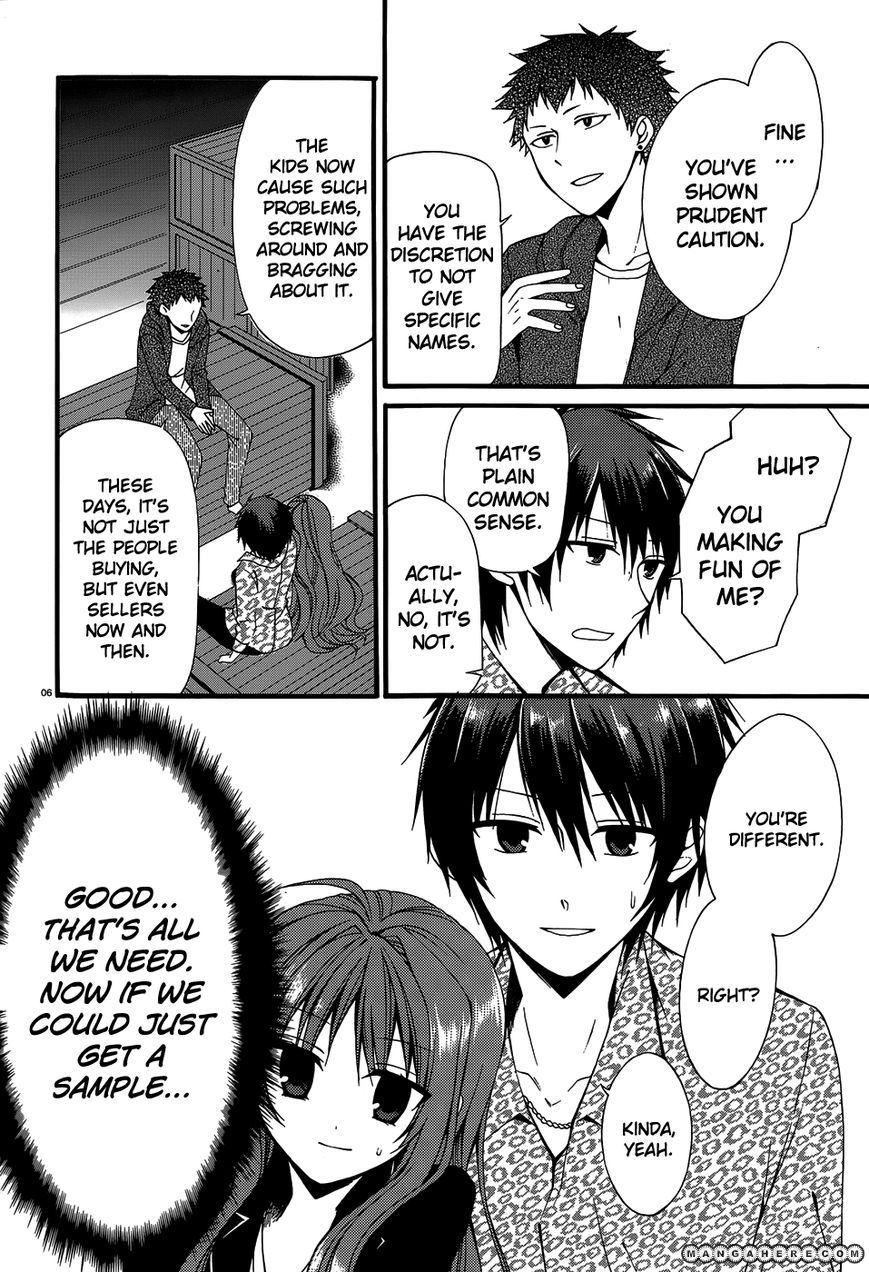 FINE
...
YOU'VE
SHOWN
PRUDENT
CAUTION.
YOU
HAVE THE
DISCRETION
TO NOT
GIVE
SPECIFIC
NAMES.
THE
KIDS NOW
CAUSE SUCH
PROBLEMS,
SCREWING
AROUND AND
BRAGGING
ABOUT IT.
THESE
DAYS, IT'S
NOT JUST
THE PEOPLE
BUYING,
BUT EVEN
SELLERS
NOW AND
THEN.
HUH?
YOU
MAKING
FUN OF
ME?
THAT'S
PLAIN
COMMON
SENSE.
ACTU-
ALLY,
NO, IT'S
NOT.
06
YOU'RE
DIFFERENT.
RIGHT?
KINDA,
YEAH.
GOOD...
THAT'S ALL
WE NEED.
NOW IF WE
COULD JUST
GET A
SAMPLE...
MANGAHERE.COM